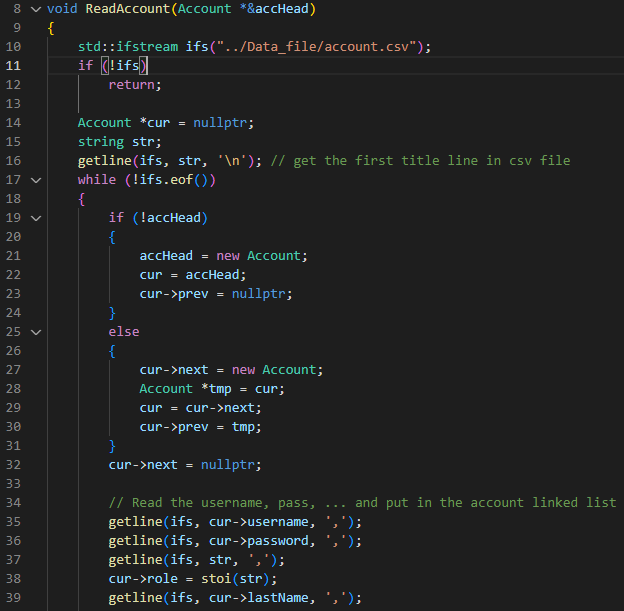 8 void ReadAccount(Account *&accHead)
9 {
10     std::ifstream ifs("../Data_file/account.csv");
11     if (!ifs)
12         return;
13
14     Account *cur = nullptr;
15     string str;
16     getline(ifs, str, '\n'); // get the first title line in csv file
17     while (!ifs.eof())
18     {
19         if (!accHead)
20         {
21             accHead = new Account;
22             cur = accHead;
23             cur->prev = nullptr;
24         }
25         else
26         {
27             cur->next = new Account;
28             Account *tmp = cur;
29             cur = cur->next;
30             cur->prev = tmp;
31         }
32         cur->next = nullptr;
33
34         // Read the username, pass, ... and put in the account linked list
35         getline(ifs, cur->username, ',');
36         getline(ifs, cur->password, ',');
37         getline(ifs, str, ',');
38         cur->role = stoi(str);
39         getline(ifs, cur->lastName, ',');